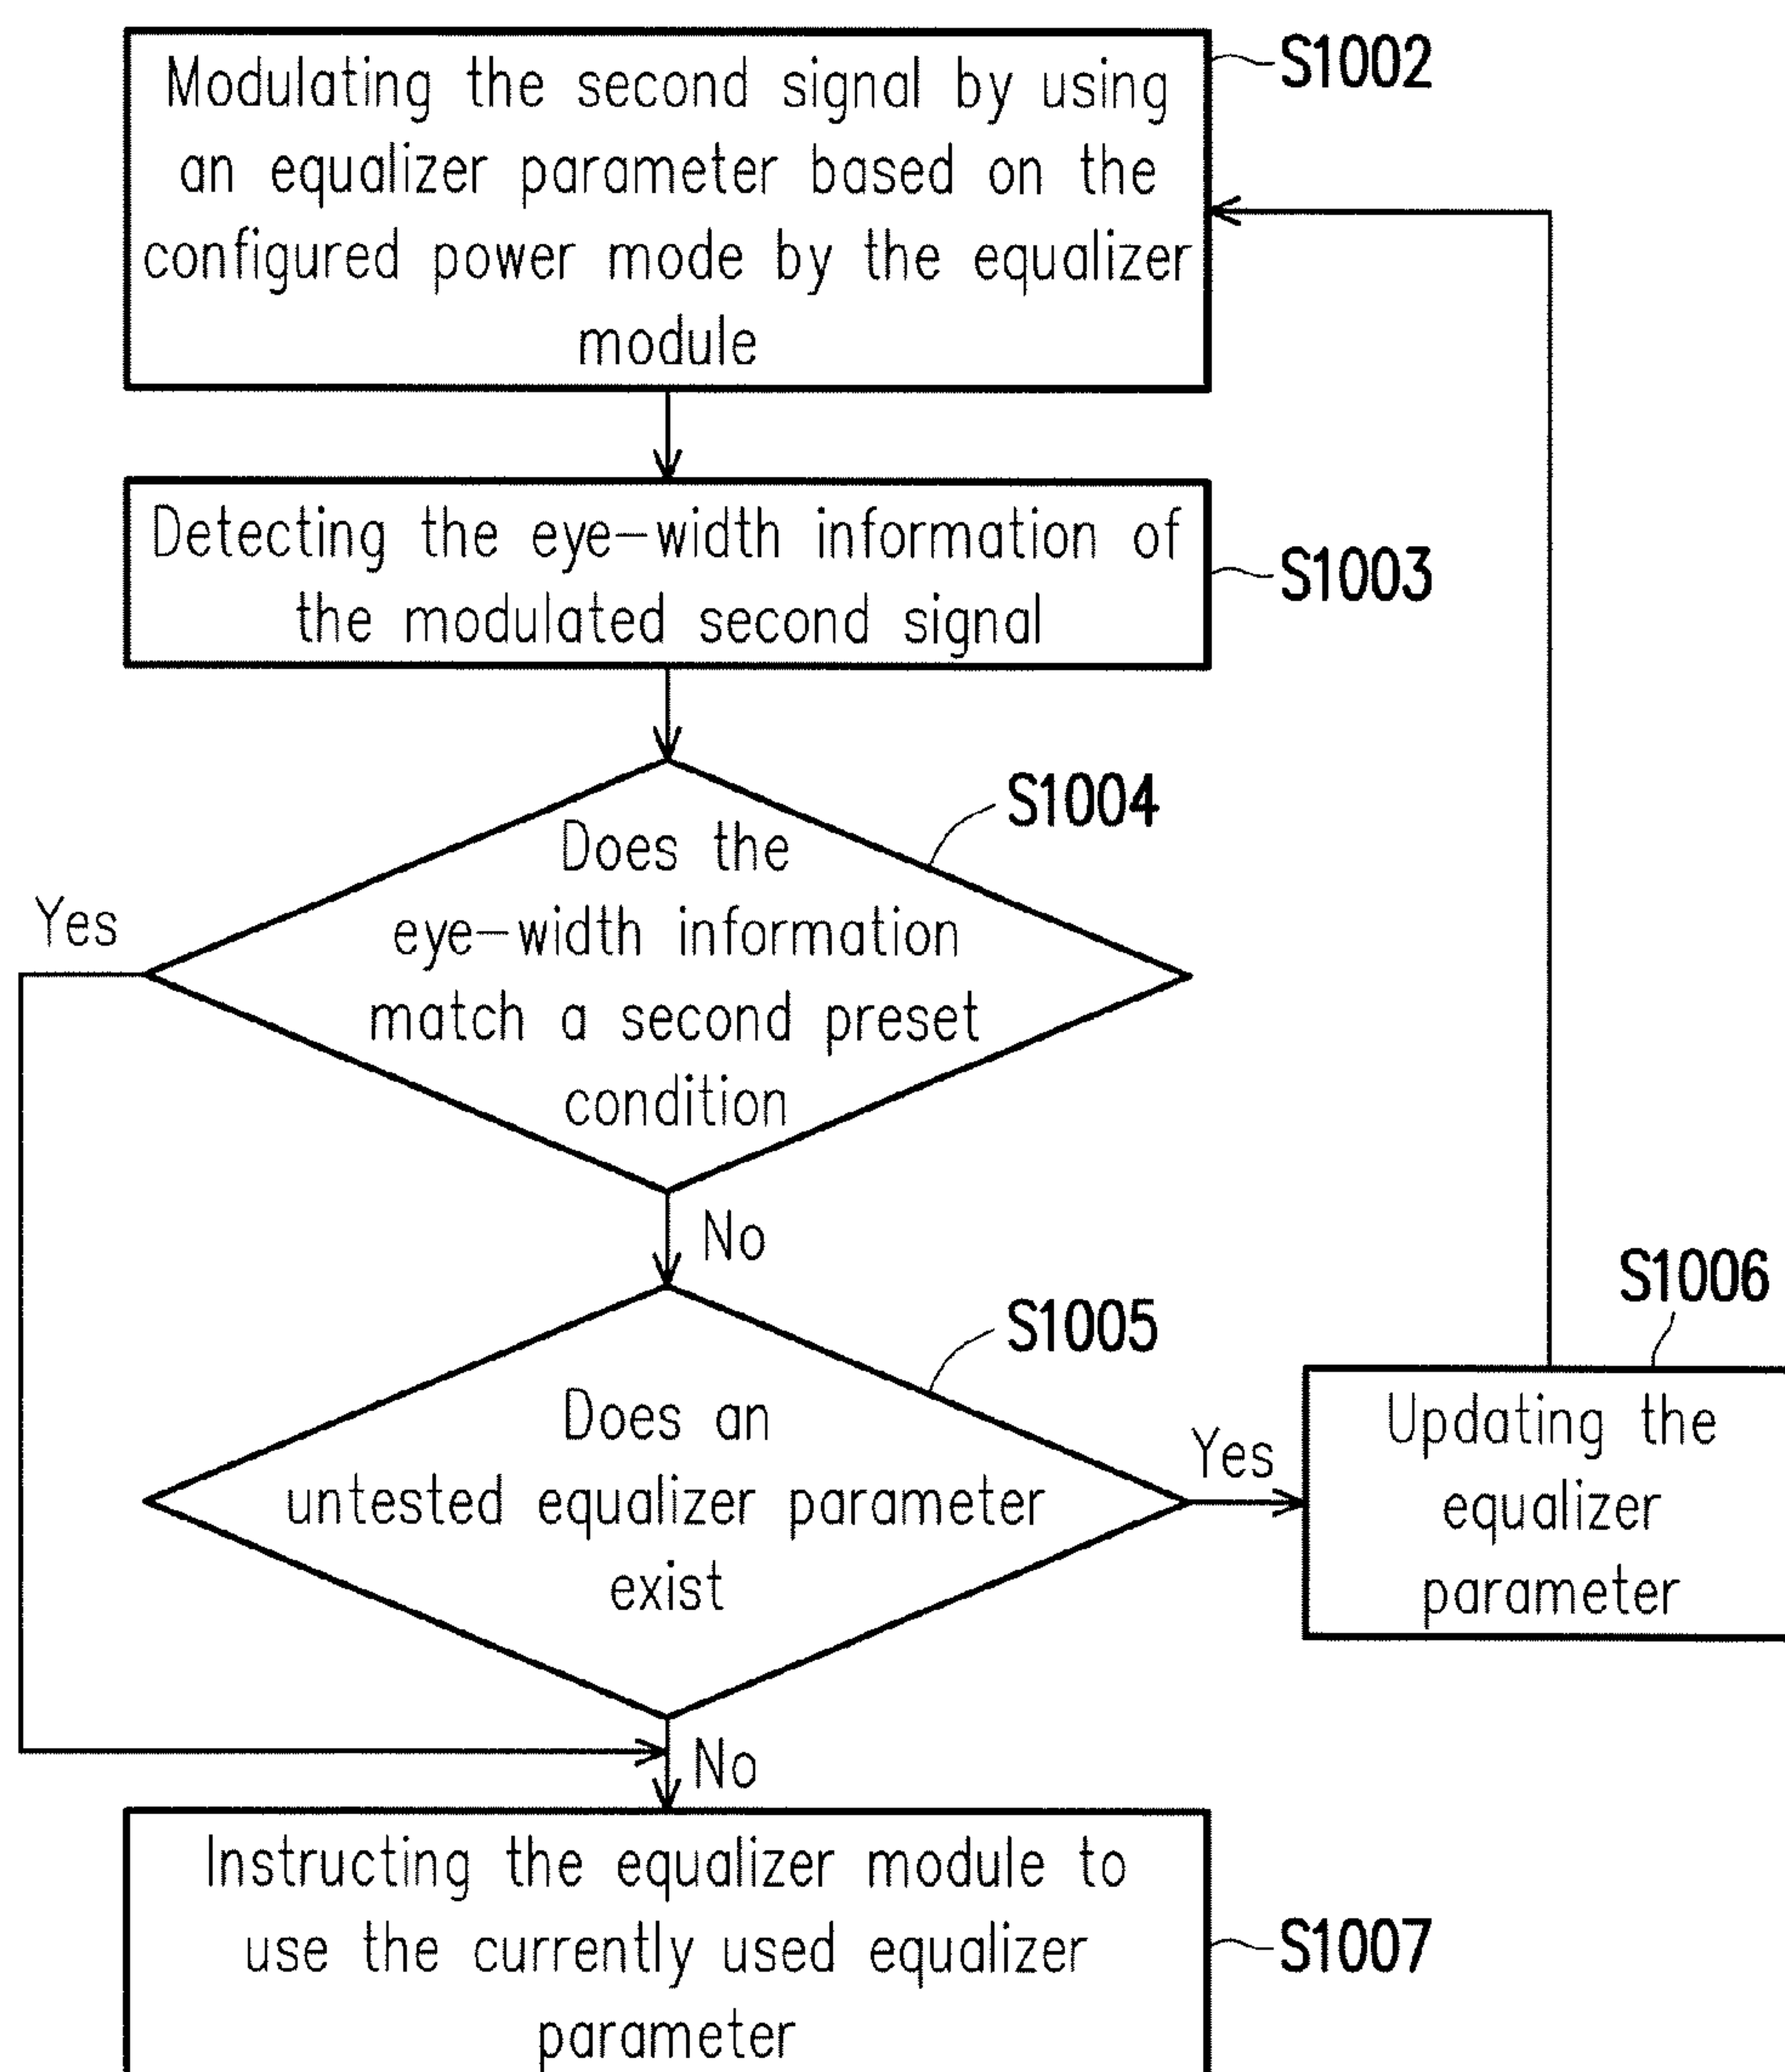 Modulating the second signal by using
an equalizer parameter based on the
configured power mode by the equalizer
module
S1002
Detecting the eye-width information of
the modulated second signal
S1003
Does the
eye-width information
match a second preset
condition
S1004
Yes
No
Does an
untested equalizer parameter
exist
S1005
Yes
Updating the
equalizer
parameter
S1006
No
Instructing the equalizer module to
use the currently used equalizer
parameter
S1007